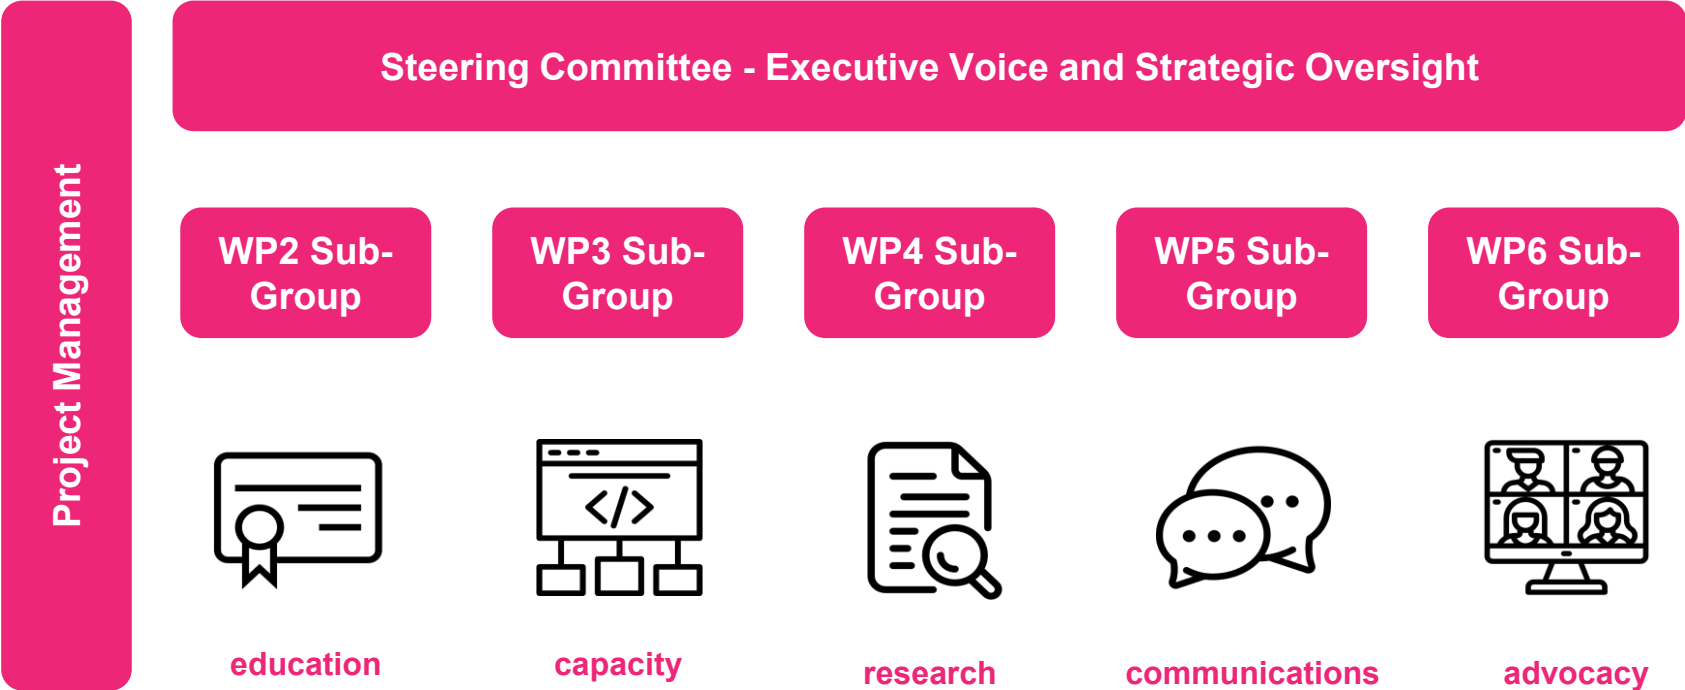 Steering Committee - Executive Voice and Strategic Oversight
Project Management
WP2 Sub-
Group
WP3 Sub-
Group
WP4 Sub-
Group
WP5 Sub-
Group
WP6 Sub-
Group
</>
education
capacity
research
communications
advocacy